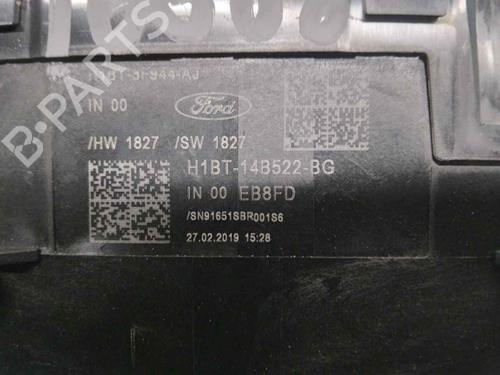 B-PARTS
IN 00
Ford
/HW 1827 /SW 1827
H1BT-14B522-BG
IN 00 EB8FD
/SN91651SBR001S6
27.02.2019 15:28